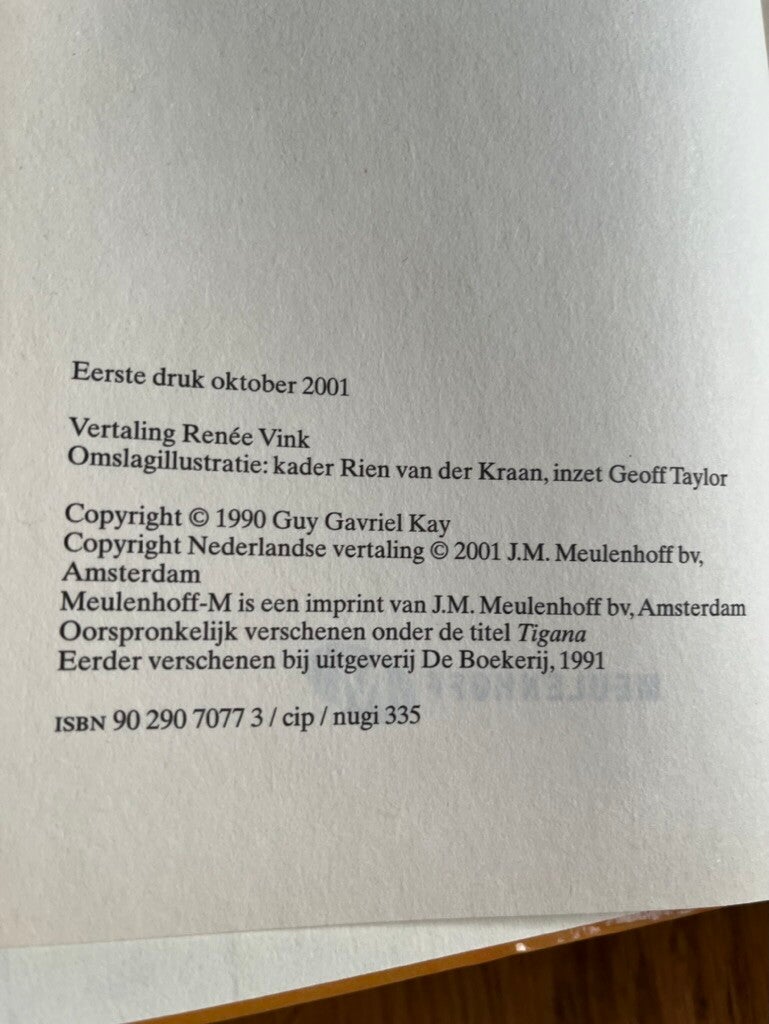 Eerste druk oktober 2001
Vertaling Renée Vink
Omslagillustratie: kader Rien van der Kraan, inzet Geoff Taylor
Copyright © 1990 Guy Gavriel Kay
Copyright Nederlandse vertaling © 2001 J.M. Meulenhoff bv,
Amsterdam
Meulenhoff-M is een imprint van J.M. Meulenhoff bv, Amsterdam
Oorspronkelijk verschenen onder de titel Tigana
Eerder verschenen bij uitgeverij De Boekerij, 1991
ISBN 90 290 7077 3 / cip / nugi 335
MEULENHOFF